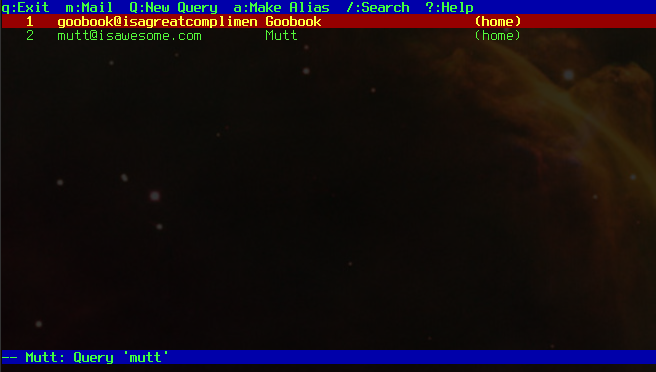 q:Exit  m:Mail  Q:New Query  a:Make Alias  /:Search  ?:Help
1   goobook@isagreatcomplimen Goobook                   (home)
2   mutt@isawesome.com        Mutt                      (home)
-- Mutt: Query 'mutt'